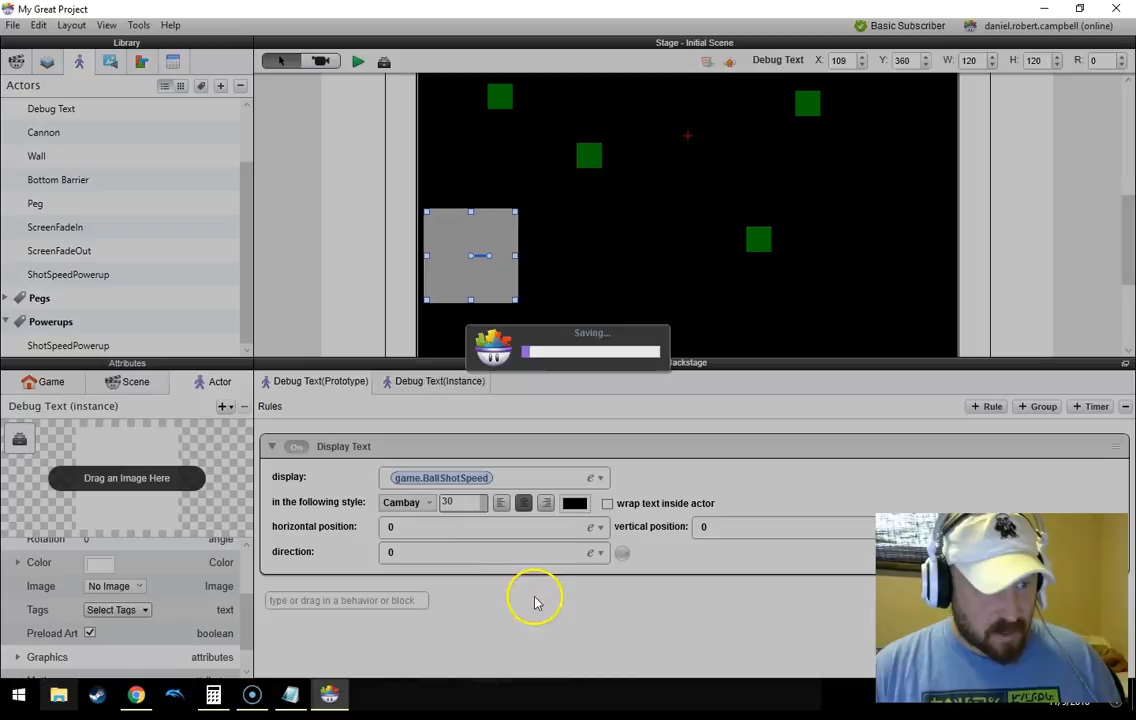 My Great Project
File Edit Layout View Tools Help
Basic Subscriber daniel.robert.campbell (online)
Library
Stage - Initial Scene
Debug Text X: 109 Y: 360 W: 120 H: 120 R: 0
Actors
Debug Text
Cannon
Wall
Bottom Barrier
Peg
ScreenFadeIn
ScreenFadeOut
ShotSpeedPowerup
Pegs
Powerups
ShotSpeedPowerup
Saving...
Attributes
Backstage
Game Scene Actor
Debug Text(Prototype) Debug Text(Instance)
Debug Text (instance)
Rules + Rule + Group + Timer
On Display Text
Drag an Image Here
display: game.BallShotSpeed e
in the following style: Cambay 30 wrap text inside actor
horizontal position: 0 e vertical position: 0
direction: 0 e
Rotation 0 angle
Color Color
Image No Image Image
Tags Select Tags text
type or drag in a behavior or block
Preload Art boolean
Graphics attributes